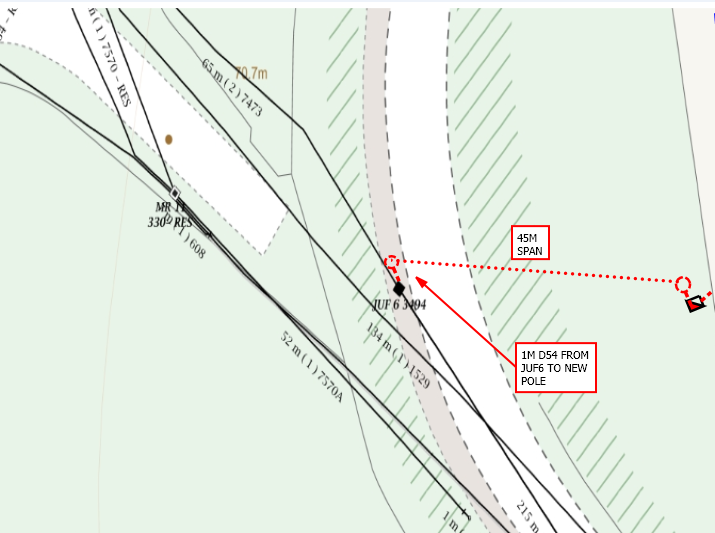 m ( 1 ) 7570 - RES
65 m ( 2 ) 7473
70.7m
MR 11
330 - RES
( 1 ) 608
45M
SPAN
JUF 6 3494
134 m ( 1 ) 1529
52 m ( 1 ) 7570A
1M D54 FROM
JUF6 TO NEW
POLE
215 m
1 m (